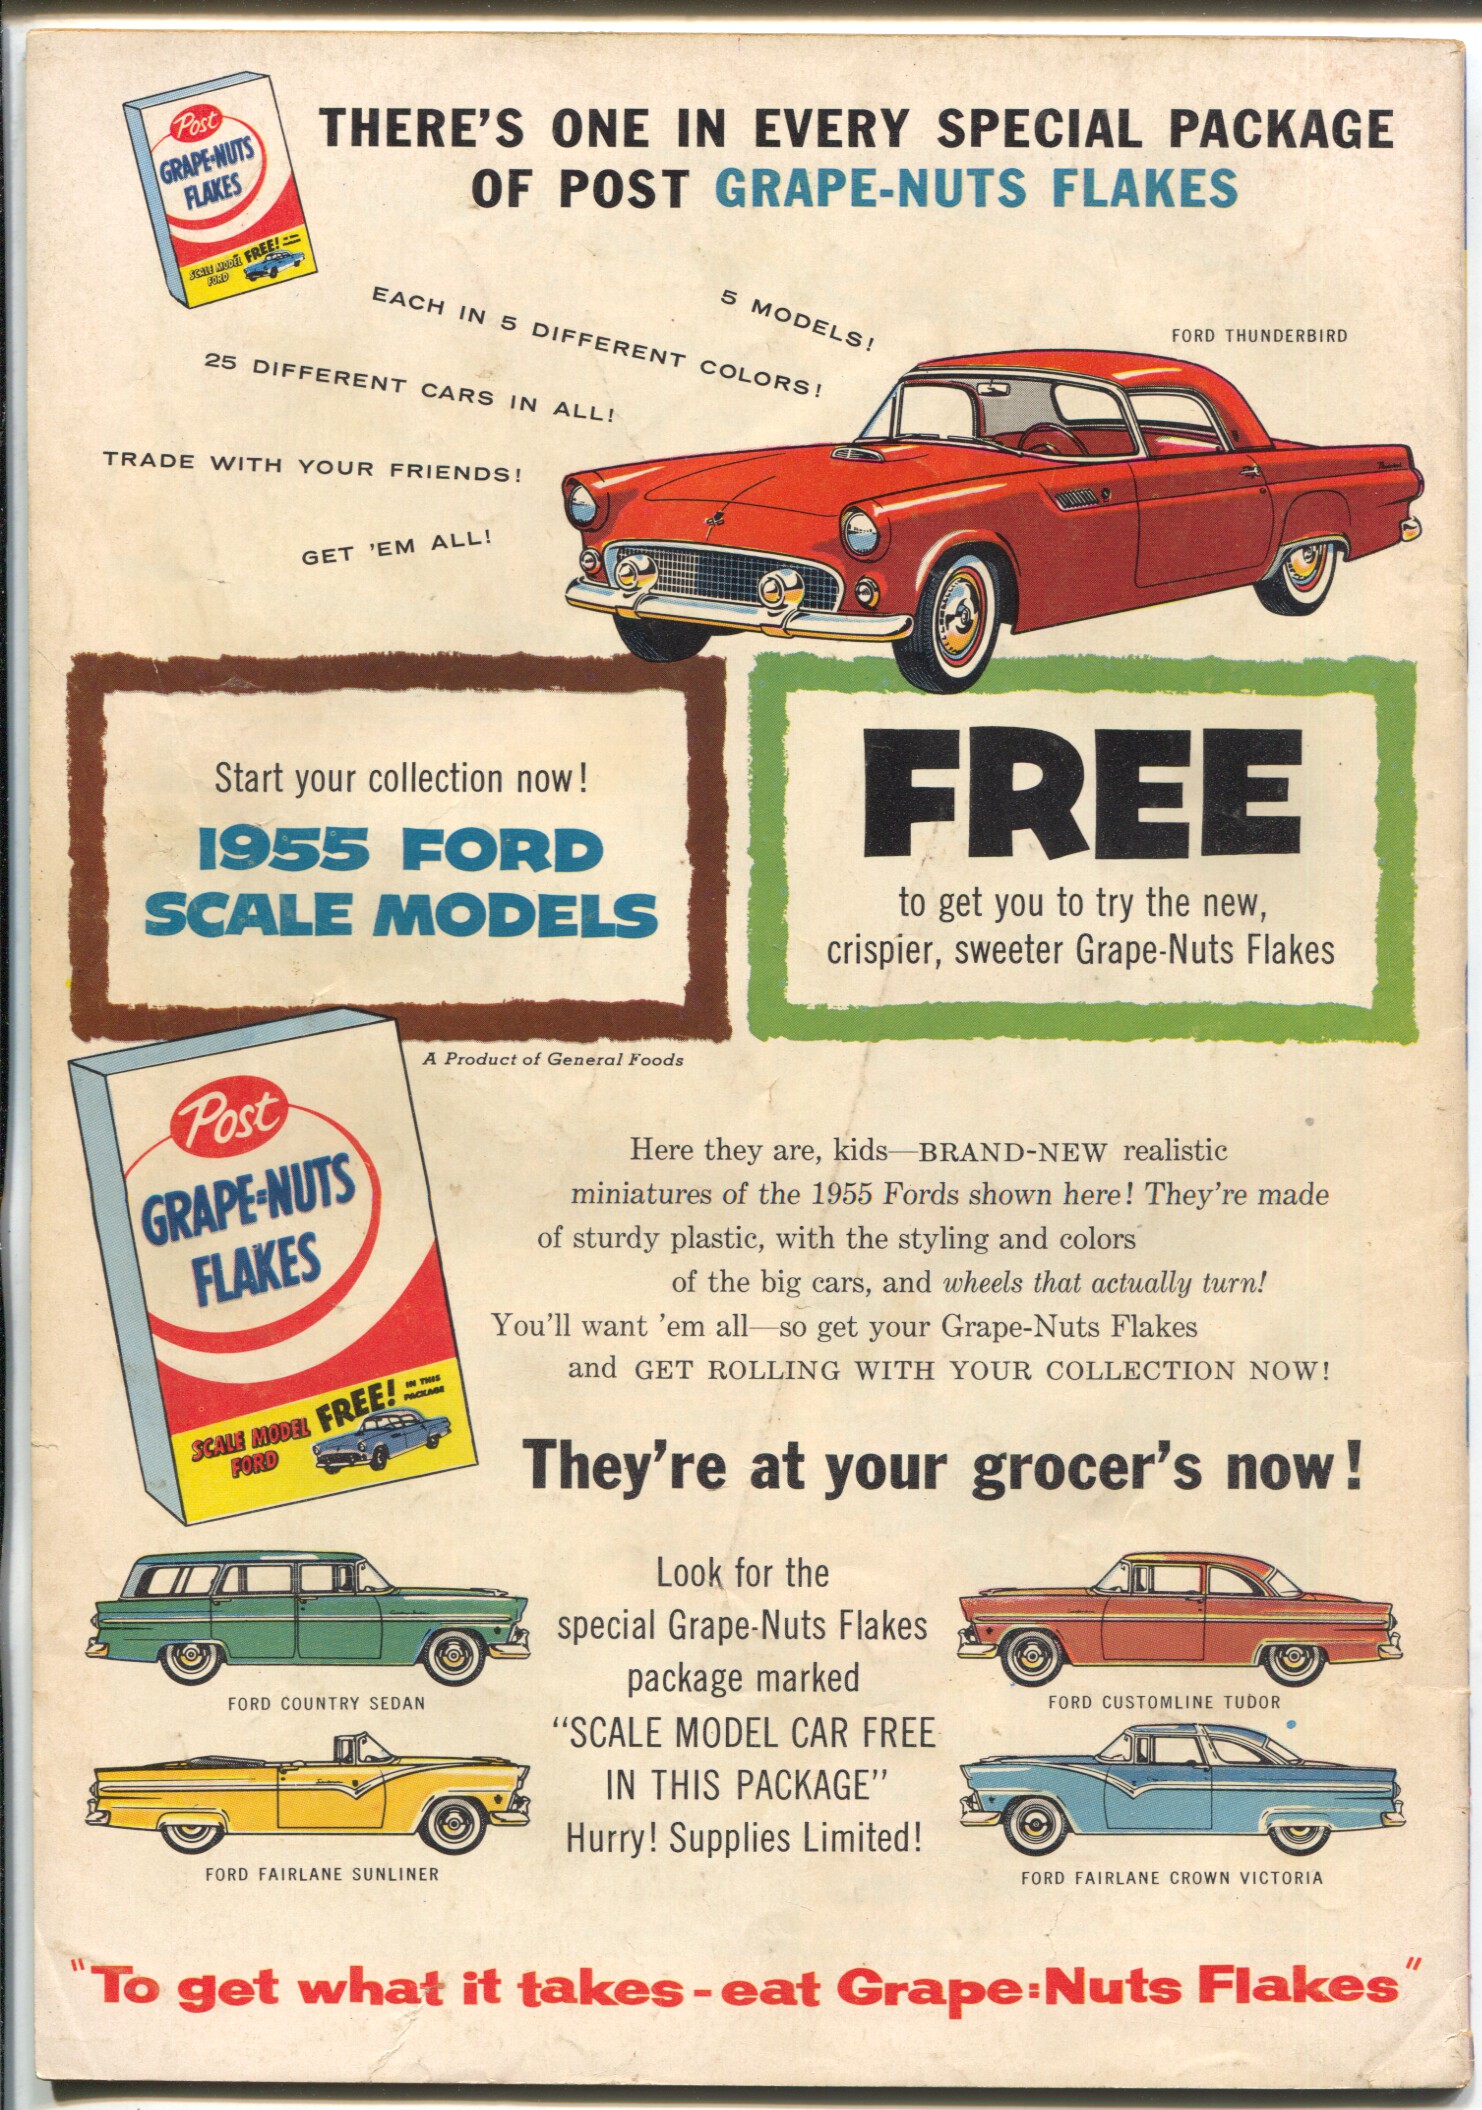 Post
GRAPE=NUTS
FLAKES
SCALE MODEL
FORD
FREE!
THERE'S ONE IN EVERY SPECIAL PACKAGE
OF POST GRAPE-NUTS FLAKES
5 MODELS!
EACH IN 5 DIFFERENT COLORS!
25 DIFFERENT CARS IN ALL!
TRADE WITH YOUR FRIENDS!
GET 'EM ALL!
FORD THUNDERBIRD
Start your collection now!
1955 FORD
SCALE MODELS
FREE
to get you to try the new,
crispier, sweeter Grape-Nuts Flakes
A Product of General Foods
Post
GRAPE=NUTS
FLAKES
SCALE MODEL
FORD
FREE!
IN THIS
PACKAGE
Here they are, kids—BRAND-NEW realistic
miniatures of the 1955 Fords shown here! They're made
of sturdy plastic, with the styling and colors
of the big cars, and wheels that actually turn!
You'll want 'em all—so get your Grape-Nuts Flakes
and GET ROLLING WITH YOUR COLLECTION NOW!
They're at your grocer's now!
FORD COUNTRY SEDAN
FORD FAIRLANE SUNLINER
Look for the
special Grape-Nuts Flakes
package marked
"SCALE MODEL CAR FREE
IN THIS PACKAGE"
Hurry! Supplies Limited!
FORD CUSTOMLINE TUDOR
FORD FAIRLANE CROWN VICTORIA
"To get what it takes - eat Grape=Nuts Flakes"